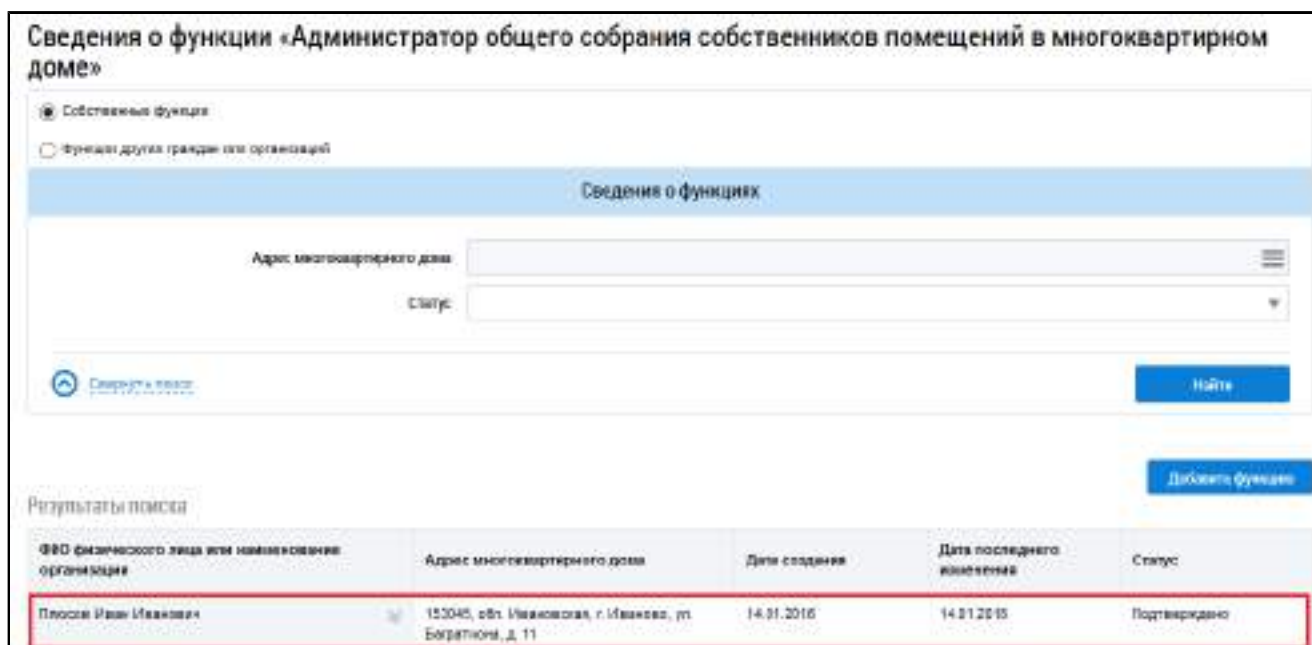 Сведения о функции «Администратор общего собрания собственников помещений в многоквартирном
доме»
Собственные функции
Функции других граждан или организаций
Сведения о функциях
Адрес многоквартирного дома
Статус
Свернуть поиск
Найти
Добавить функцию
Результаты поиска
ФИО физического лица или наименование
организации
Адрес многоквартирного дома
Дата создания
Дата последнего
изменения
Статус
Иван Иванович
153045, обл. Ивановская, г. Иваново, ул.
Багратиона, д. 11
14.01.2016
14.01.2016
Подтверждено